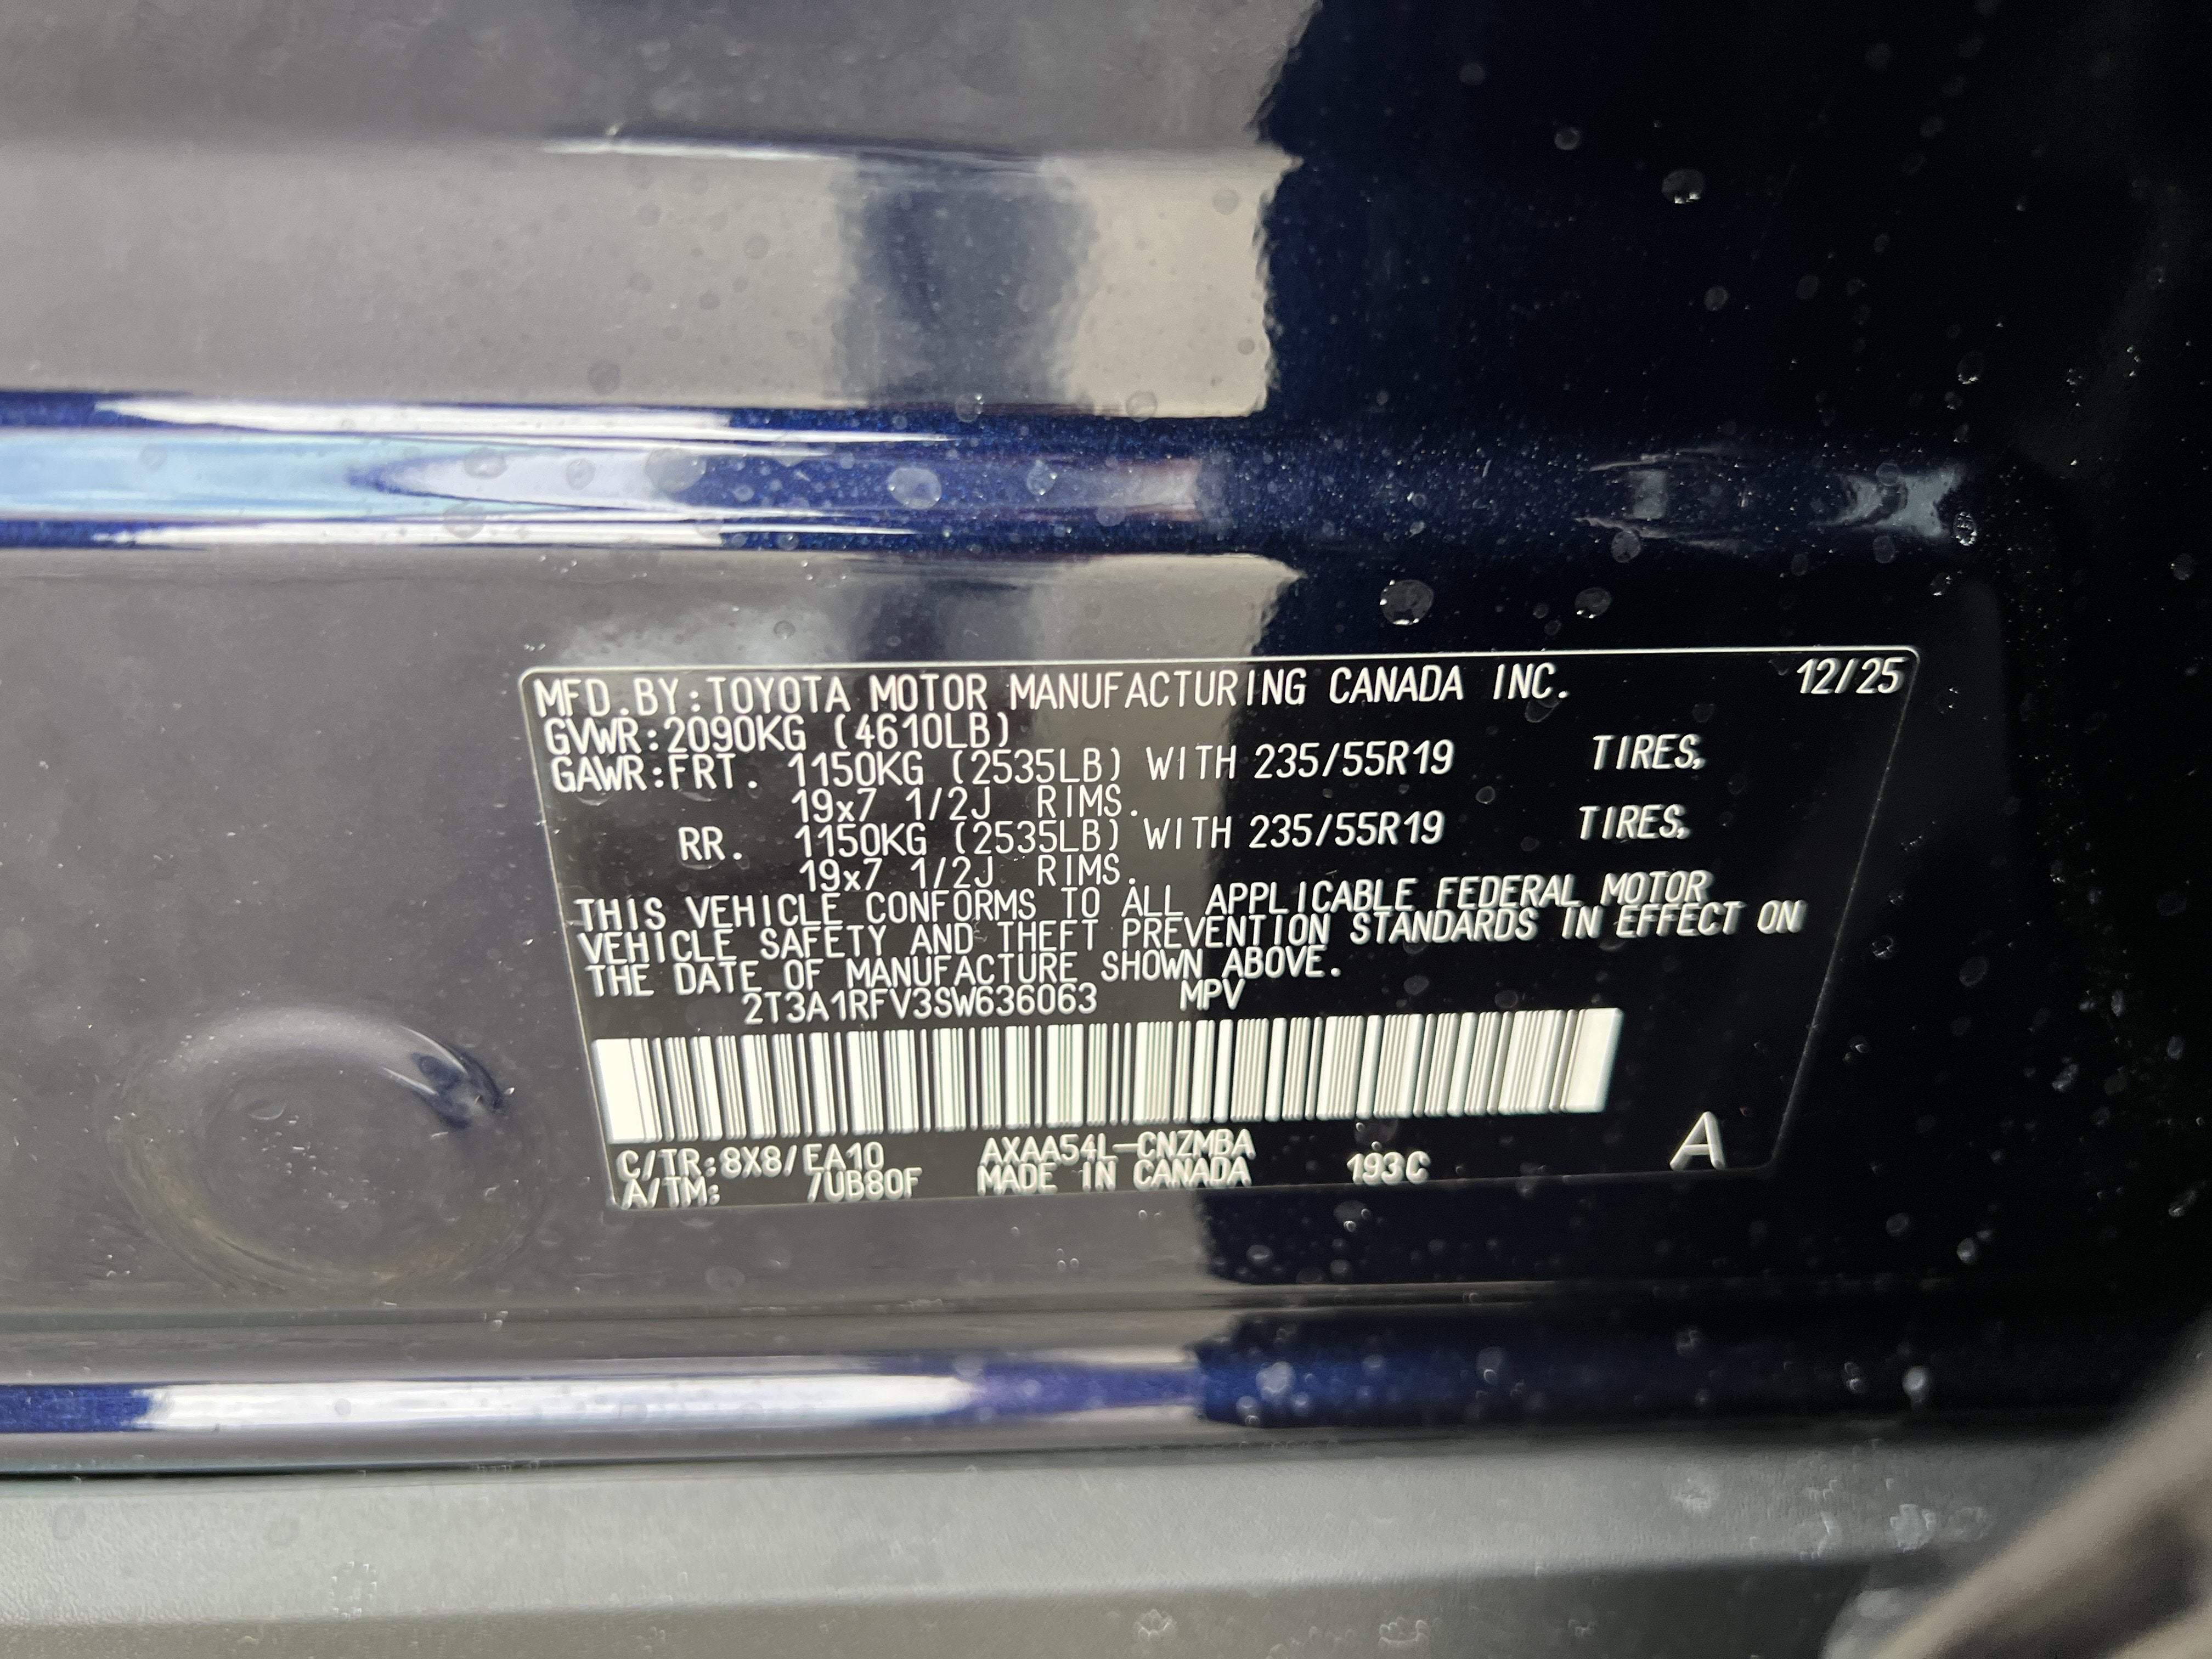 MFD.BY:TOYOTA MOTOR MANUFACTURING CANADA INC. 12/25
GVWR:2090KG (4610LB)
GAWR:FRT. 1150KG (2535LB) WITH 235/55R19 TIRES,
19x7 1/2J RIMS.
RR. 1150KG (2535LB) WITH 235/55R19 TIRES,
19x7 1/2J RIMS.
THIS VEHICLE CONFORMS TO ALL APPLICABLE FEDERAL MOTOR
VEHICLE SAFETY AND THEFT PREVENTION STANDARDS IN EFFECT ON
THE DATE OF MANUFACTURE SHOWN ABOVE.
2T3A1RFV3SW636063 MPV
C/TR:8X8/EA10 AXAA54L-CNZMBA
A/TM: /UB80F MADE IN CANADA 193C A